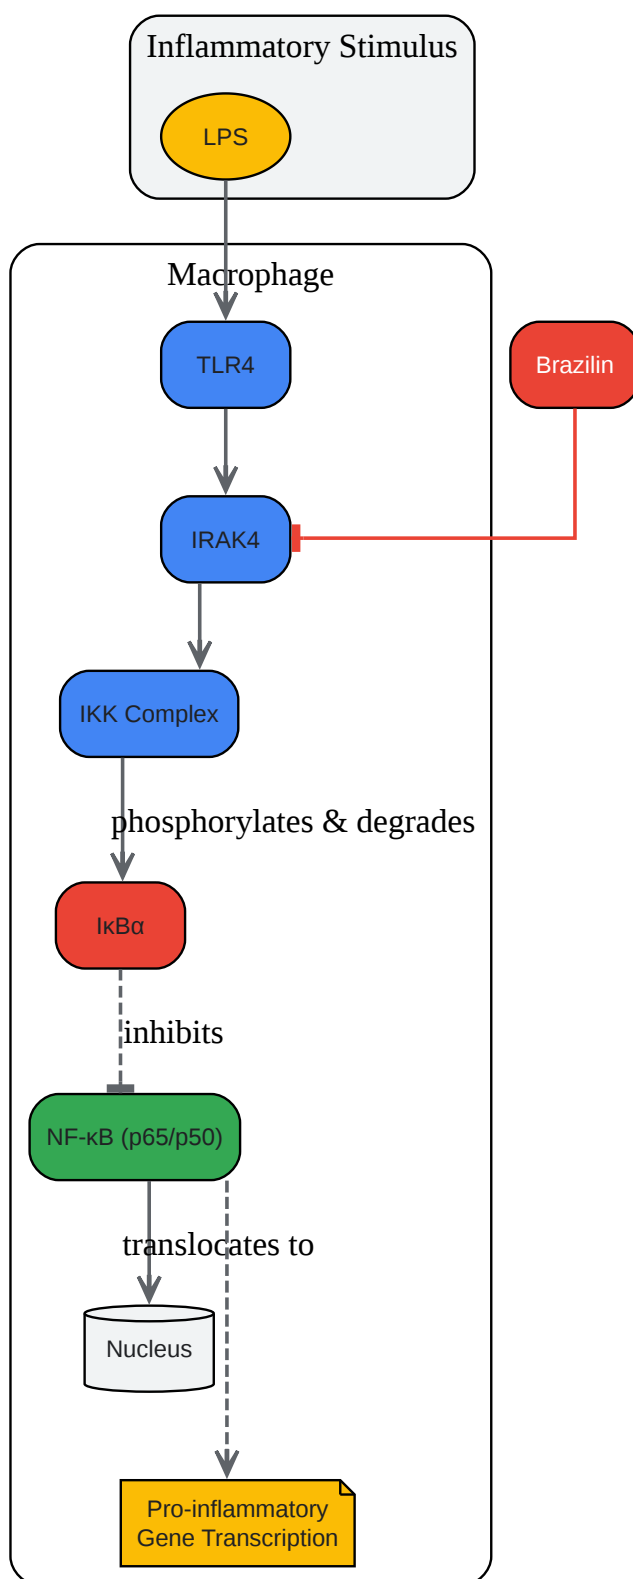 Inflammatory Stimulus
LPS
Macrophage
TLR4
Brazilin
IRAK4
IKK Complex
phosphorylates & degrades
IκBα
inhibits
NF-κB (p65/p50)
translocates to
Nucleus
Pro-inflammatory
Gene Transcription